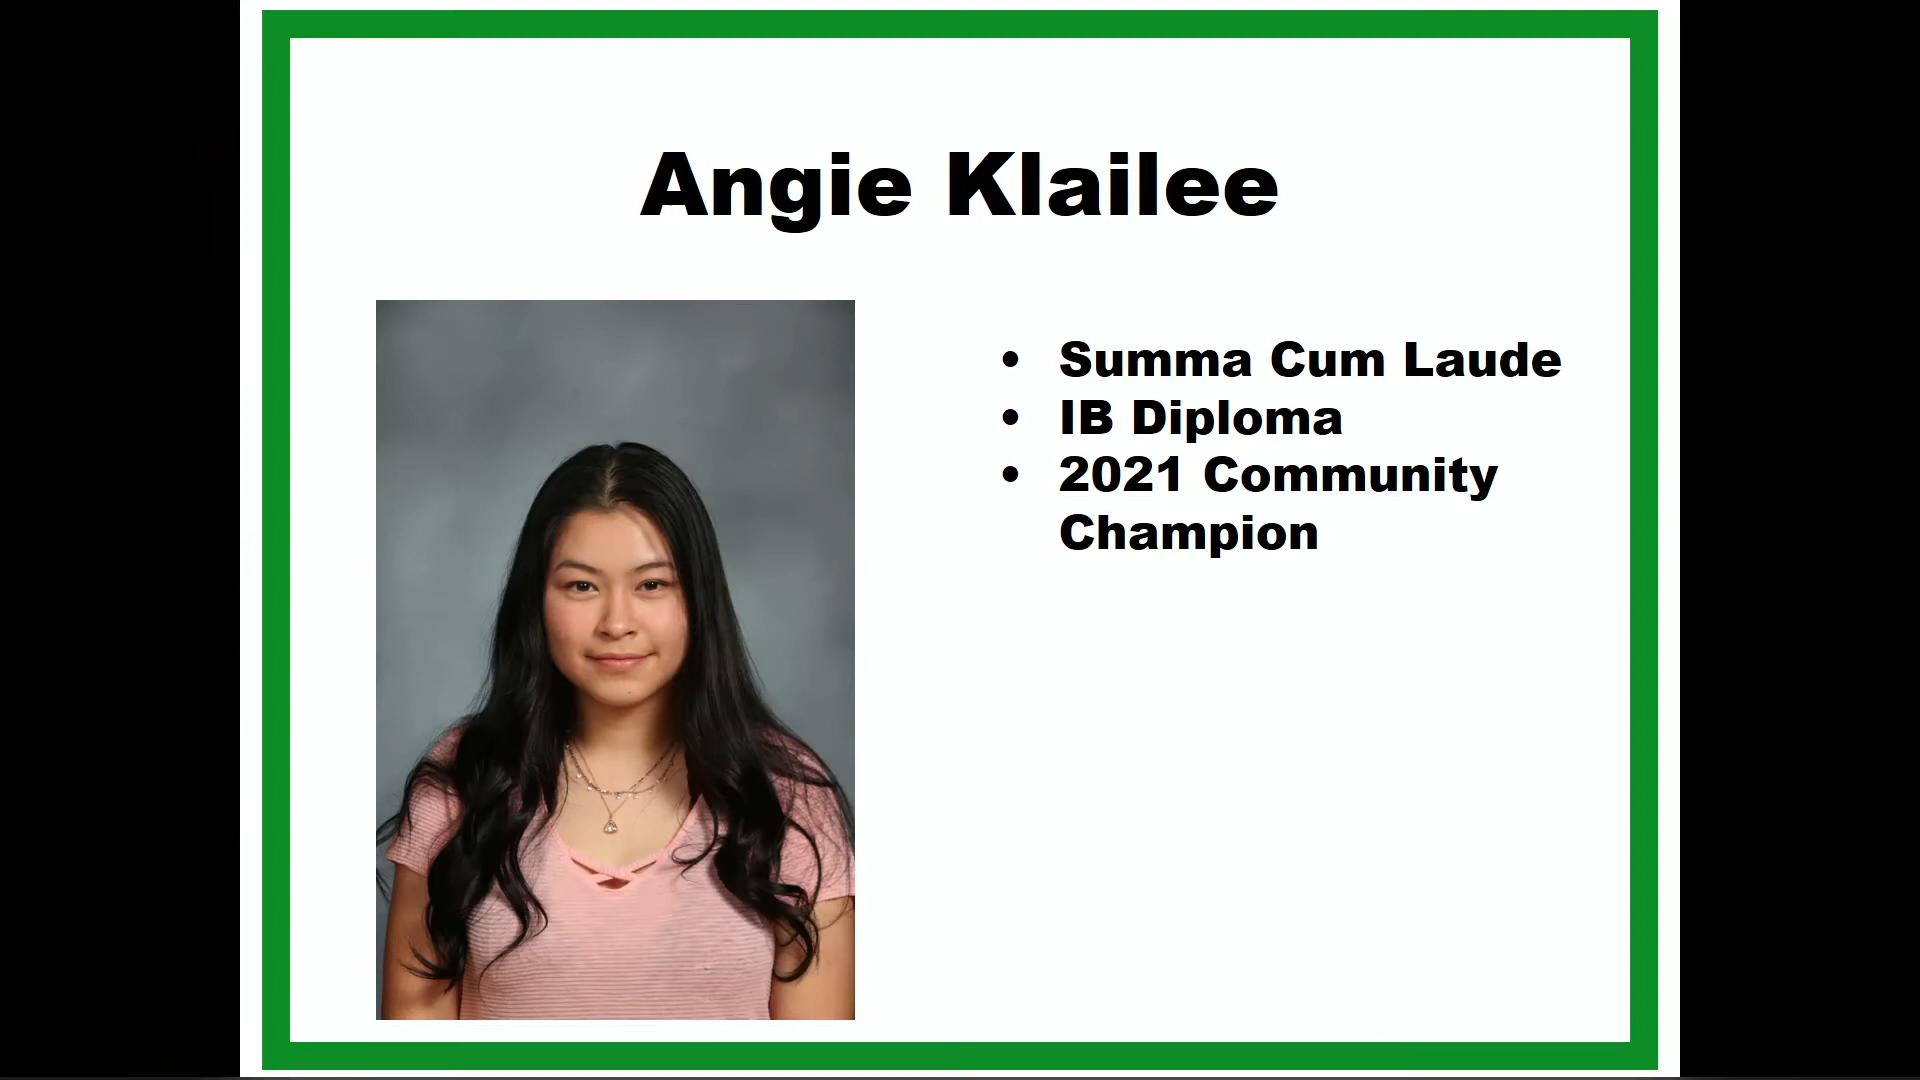 Angie Klailee
• Summa Cum Laude
• IB Diploma
• 2021 Community
Champion